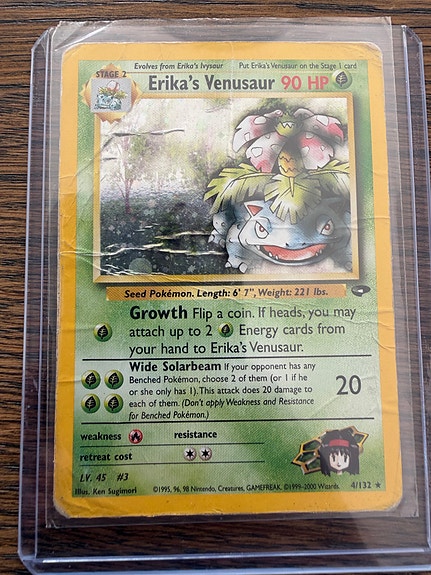 Evolves from Erika's Ivysaur Put Erika's Venusaur on the Stage 1 card
STAGE 2
Erika's Venusaur 90 HP
Seed Pokémon. Length: 6' 7", Weight: 221 lbs.
Growth Flip a coin. If heads, you may
attach up to 2 Energy cards from
your hand to Erika's Venusaur.
Wide Solarbeam If your opponent has any
Benched Pokémon, choose 2 of them (or 1 if he
or she only has 1). This attack does 20 damage to
each of them. (Don't apply Weakness and Resistance
for Benched Pokémon.)
20
weakness resistance
retreat cost
LV. 45 #3
Illus. Ken Sugimori
©1995, 96, 98 Nintendo, Creatures, GAMEFREAK. ©1999-2000 Wizards. 4/132 ★